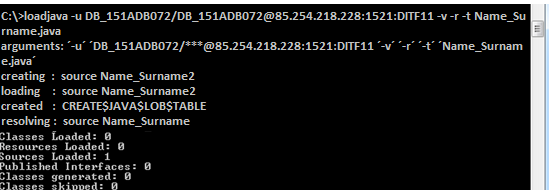 C:\>loadjava -u DB_151ADB072/DB_151ADB072@85.254.218.228:1521:DITF11 -v -r -t Name_Su
rname.java
arguments: ´-u´ ´DB_151ADB072/***@85.254.218.228:1521:DITF11 ´-v´ ´-r´ ´-t´ ´Name_Surnam
e.java´
creating : source Name_Surname2
loading : source Name_Surname2
created : CREATE$JAVA$LOB$TABLE
resolving : source Name_Surname
Classes Loaded: 0
Resources Loaded: 0
Sources Loaded: 1
Published Interfaces: 0
Classes generated: 0
Classes skipped: 0